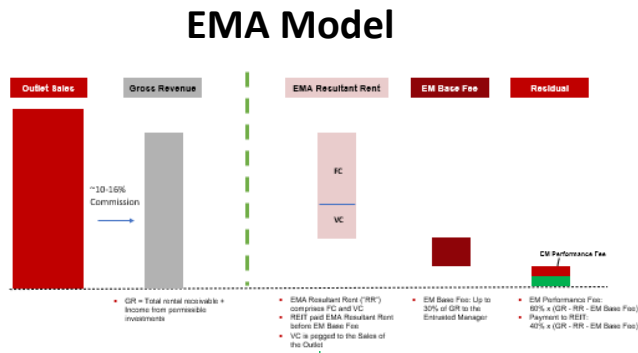 EMA Model
Outlet Sales
Gross Revenue
EMA Resultant Rent
EM Base Fee
Residual
~10-16%
Commission
FC
VC
EM Performance Fee
• GR = Total rental receivable +
Income from permissible
investments
• EMA Resultant Rent ("RR")
comprises FC and VC
• REIT paid EMA Resultant Rent
before EM Base Fee
• VC is pegged to the Sales of
the Outlet
• EM Base Fee: Up to
30% of GR to the
Entrusted Manager
• EM Performance Fee:
60% x (GR - RR - EM Base Fee)
• Payment to REIT:
40% x (GR - RR - EM Base Fee)